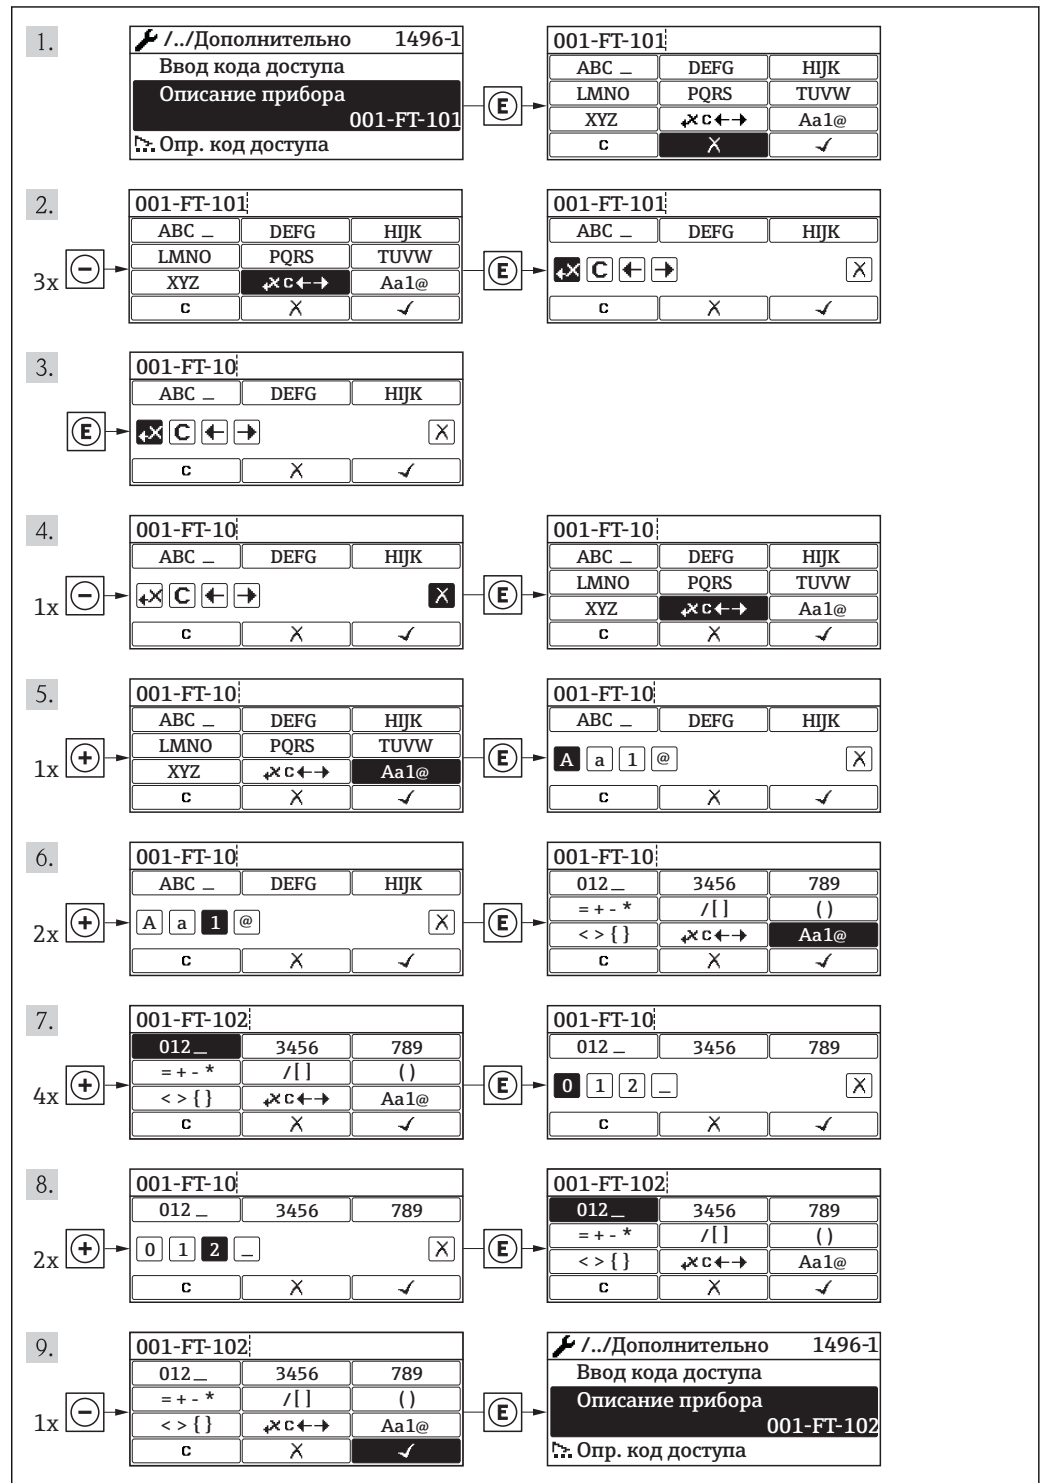 1.
/../Дополнительно 1496-1
Ввод кода доступа
Описание прибора
001-FT-101
Опр. код доступа
E
001-FT-101
ABC _ DEFG HIJK
LMNO PQRS TUVW
XYZ C Aa1@
C X ✓
2.
3x
001-FT-101
ABC _ DEFG HIJK
LMNO PQRS TUVW
XYZ C Aa1@
C X ✓
E
001-FT-101
ABC _ DEFG HIJK
C X
C X ✓
3.
E
001-FT-10
ABC _ DEFG HIJK
C X
C X ✓
4.
1x
001-FT-10
ABC _ DEFG HIJK
C X
C X ✓
E
001-FT-10
ABC _ DEFG HIJK
LMNO PQRS TUVW
XYZ C Aa1@
C X ✓
5.
1x
001-FT-10
ABC _ DEFG HIJK
LMNO PQRS TUVW
XYZ C Aa1@
C X ✓
E
001-FT-10
ABC _ DEFG HIJK
A a 1 @ X
C X ✓
6.
2x
001-FT-10
ABC _ DEFG HIJK
A a 1 @ X
C X ✓
E
001-FT-10
012_ 3456 789
= + - * / [ ] ( )
< > { } C Aa1@
C X ✓
7.
4x
001-FT-102
012_ 3456 789
= + - * / [ ] ( )
< > { } C Aa1@
C X ✓
E
001-FT-10
012 _ 3456 789
0 1 2 _ X
C X ✓
8.
2x
001-FT-10
012 _ 3456 789
0 1 2 _ X
C X ✓
E
001-FT-102
012_ 3456 789
= + - * / [ ] ( )
< > { } C Aa1@
C X ✓
9.
1x
001-FT-102
012_ 3456 789
= + - * / [ ] ( )
< > { } C Aa1@
C X ✓
E
/../Дополнительно 1496-1
Ввод кода доступа
Описание прибора
001-FT-102
Опр. код доступа